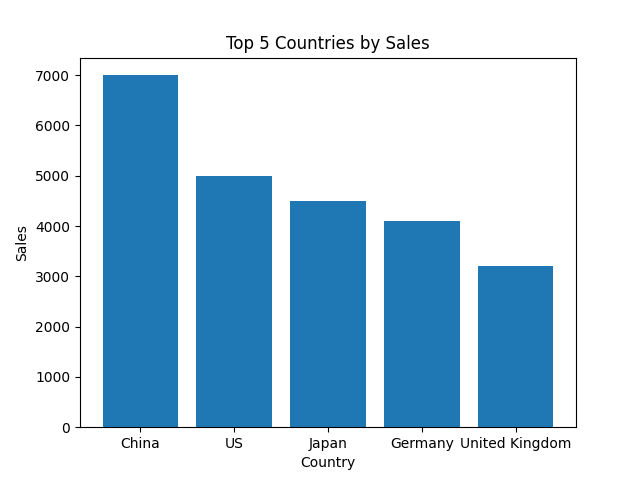 Top 5 Countries by Sales
7000
6000
5000
4000
3000
2000
1000
0
Sales
China US Japan Germany United Kingdom
Country